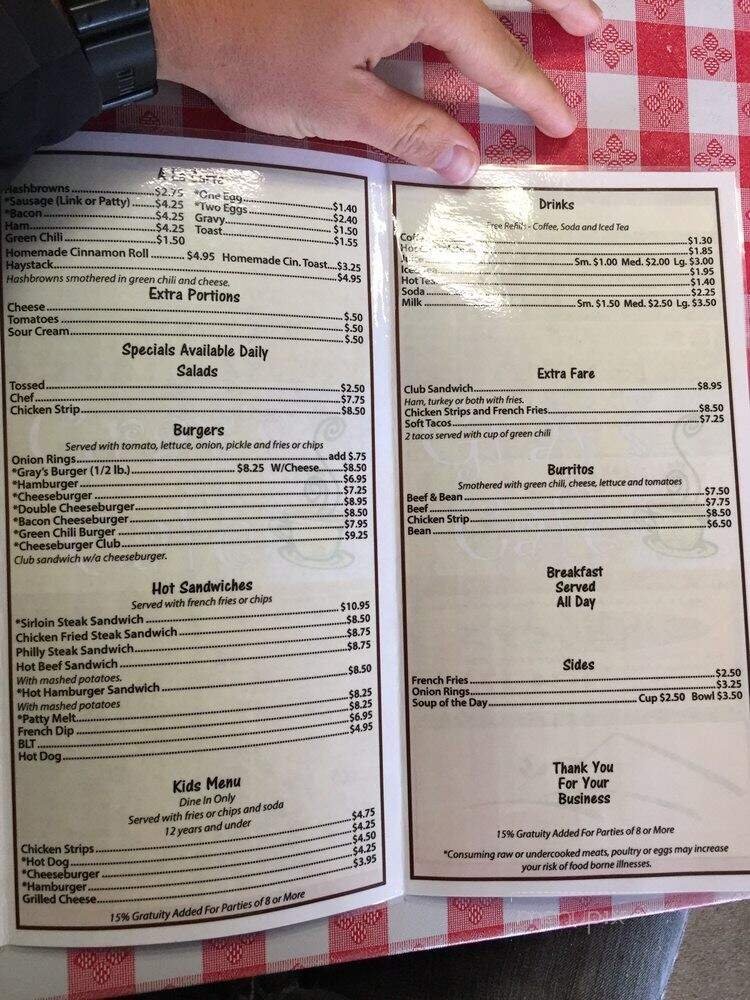 A La Carte
Hashbrowns $2.75 *One Egg $1.40
*Sausage (Link or Patty) $4.25 *Two Eggs $2.40
*Bacon $4.25 Gravy $1.50
Ham $4.25 Toast $1.55
Green Chili $1.50
Homemade Cinnamon Roll $4.95 Homemade Cin. Toast $3.25
Haystack $4.95
Hashbrowns smothered in green chili and cheese.
Extra Portions
Cheese $.50
Tomatoes $.50
Sour Cream $.50
Specials Available Daily
Salads
Tossed $2.50
Chef $7.75
Chicken Strip $8.50
Burgers
Served with tomato, lettuce, onion, pickle and fries or chips
Onion Rings add $.75
*Gray's Burger (1/2 lb.) $8.25 W/Cheese $8.50
*Hamburger $6.95
*Cheeseburger $7.25
*Double Cheeseburger $8.95
*Bacon Cheeseburger $8.50
*Green Chili Burger $7.95
*Cheeseburger Club $9.25
Club sandwich w/a cheeseburger.
Hot Sandwiches
Served with french fries or chips
*Sirloin Steak Sandwich $10.95
Chicken Fried Steak Sandwich $8.50
Philly Steak Sandwich $8.75
Hot Beef Sandwich $8.75
With mashed potatoes.
*Hot Hamburger Sandwich $8.50
With mashed potatoes
*Patty Melt $8.25
French Dip $8.25
BLT $6.95
Hot Dog $4.95
Kids Menu
Dine In Only
Served with fries or chips and soda
12 years and under
Chicken Strips $4.75
*Hot Dog $4.25
*Cheeseburger $4.50
*Hamburger $4.25
Grilled Cheese $3.95
15% Gratuity Added For Parties of 8 or More
Drinks
Free Refills - Coffee, Soda and Iced Tea
$1.30
$1.85
Juice Sm. $1.00 Med. $2.00 Lg. $3.00
Iced Tea $1.95
Hot Tea $1.40
Soda $2.25
Milk Sm. $1.50 Med. $2.50 Lg. $3.50
Extra Fare
Club Sandwich $8.95
Ham, turkey or both with fries.
Chicken Strips and French Fries $8.50
Soft Tacos $7.25
2 tacos served with cup of green chili
Burritos
Smothered with green chili, cheese, lettuce and tomatoes
Beef & Bean $7.50
Beef $7.75
Chicken Strip $8.50
Bean $6.50
Breakfast
Served
All Day
Sides
French Fries $2.50
Onion Rings $3.25
Soup of the Day Cup $2.50 Bowl $3.50
Thank You
For Your
Business
15% Gratuity Added For Parties of 8 or More
*Consuming raw or undercooked meats, poultry or eggs may increase
your risk of food borne illnesses.